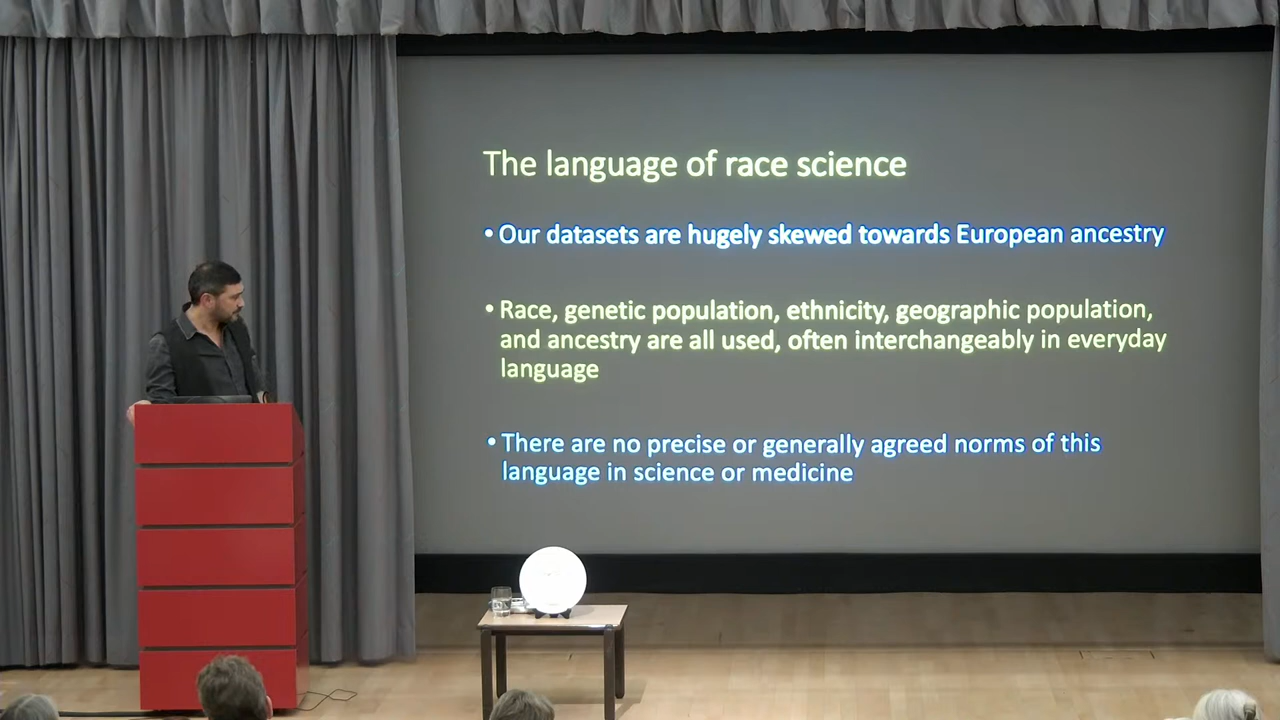 The language of race science
• Our datasets are hugely skewed towards European ancestry
• Race, genetic population, ethnicity, geographic population,
and ancestry are all used, often interchangeably in everyday
language
• There are no precise or generally agreed norms of this
language in science or medicine